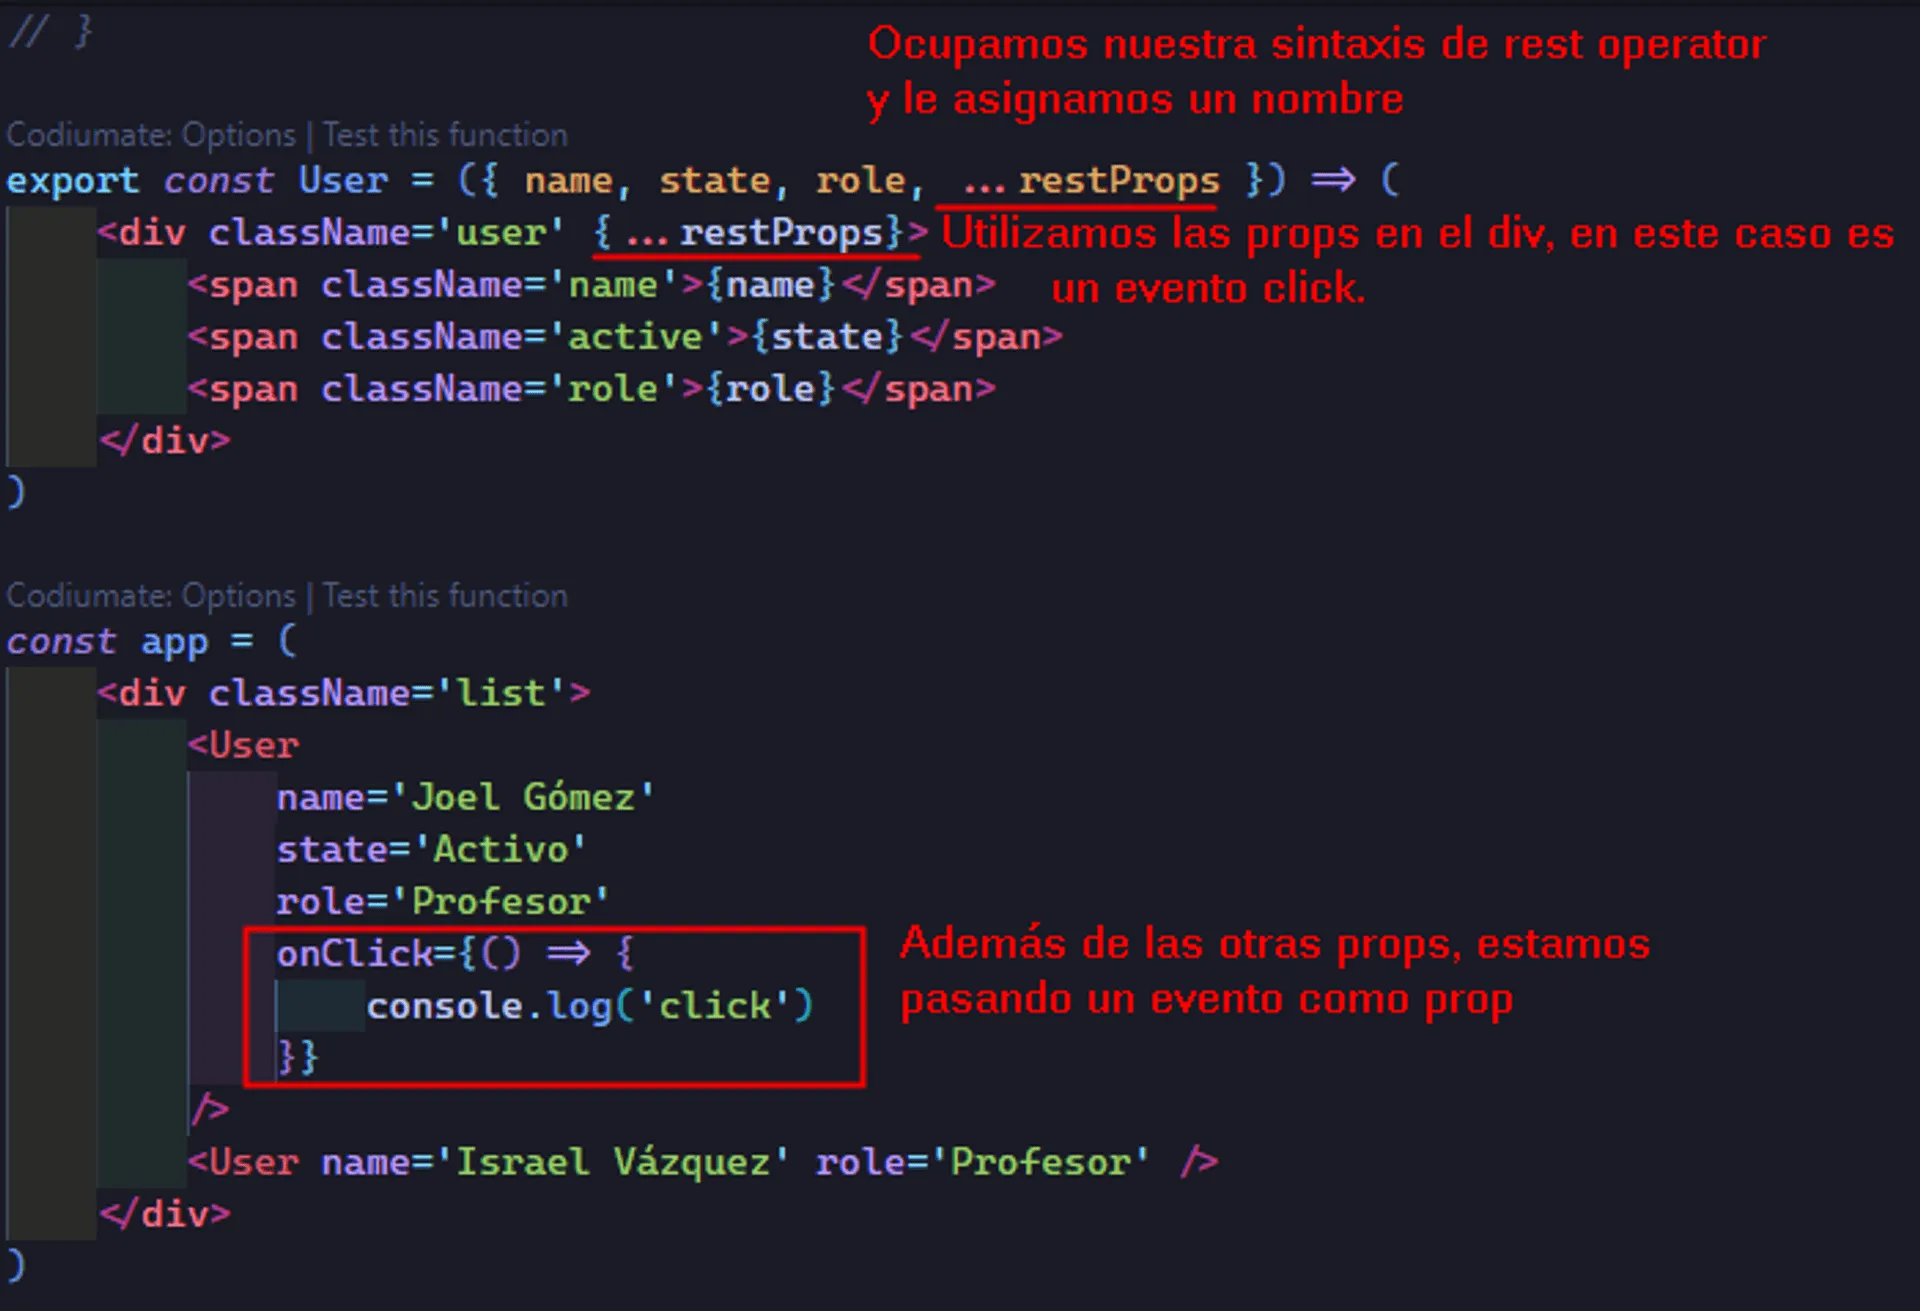 // }
Ocupamos nuestra sintaxis de rest operator
y le asignamos un nombre
Codiumate: Options | Test this function
export const User = ({ name, state, role, ...restProps }) => (
<div className='user' {...restProps}> Utilizamos las props en el div, en este caso es
<span className='name'>{name}</span> un evento click.
<span className='active'>{state}</span>
<span className='role'>{role}</span>
</div>
)
Codiumate: Options | Test this function
const app = (
<div className='list'>
<User
name='Joel Gómez'
state='Activo'
role='Profesor'
onClick={() => {
console.log('click')
}}
Además de las otras props, estamos
pasando un evento como prop
/>
<User name='Israel Vázquez' role='Profesor' />
</div>
)